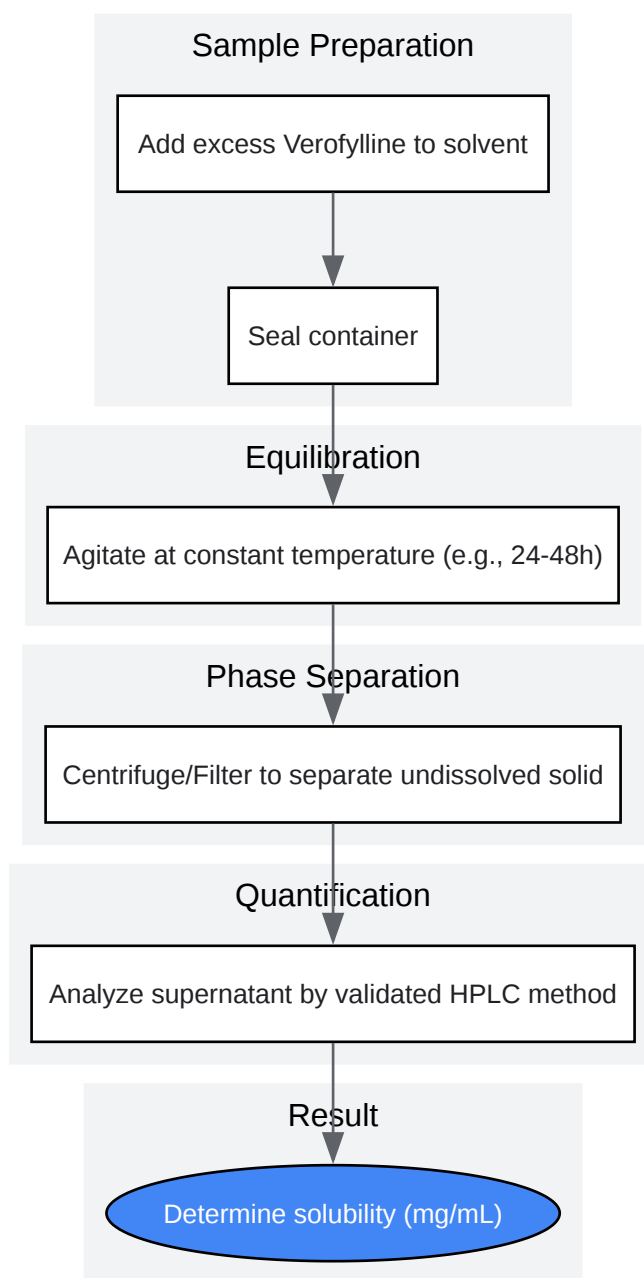 Sample Preparation
Add excess Verofylline to solvent
Seal container
Equilibration
Agitate at constant temperature (e.g., 24-48h)
Phase Separation
Centrifuge/Filter to separate undissolved solid
Quantification
Analyze supernatant by validated HPLC method
Result
Determine solubility (mg/mL)